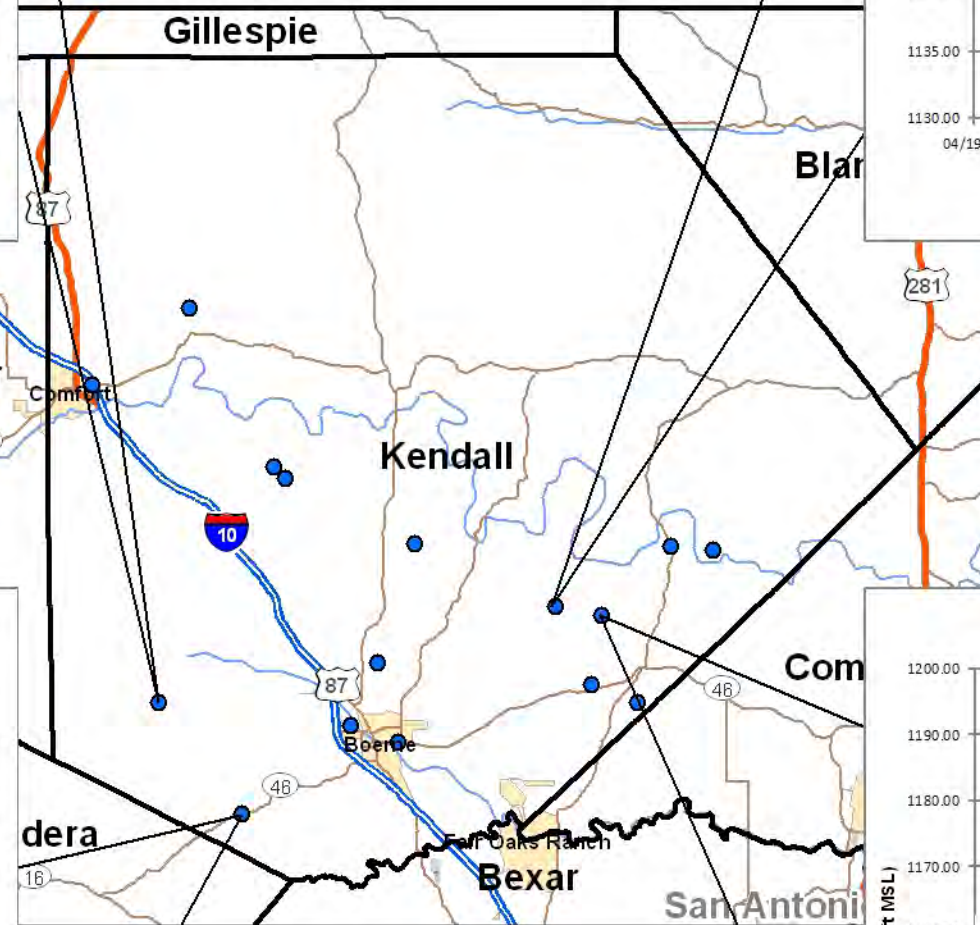 Gillespie
1135.00
1130.00
04/19
Blan
87
281
Comfort
Kendall
10
Com
1200.00
87
46
1190.00
Boerne
46
1180.00
dera
Fair Oaks Ranch
16
Bexar
1170.00
San Antoni
t MSL)